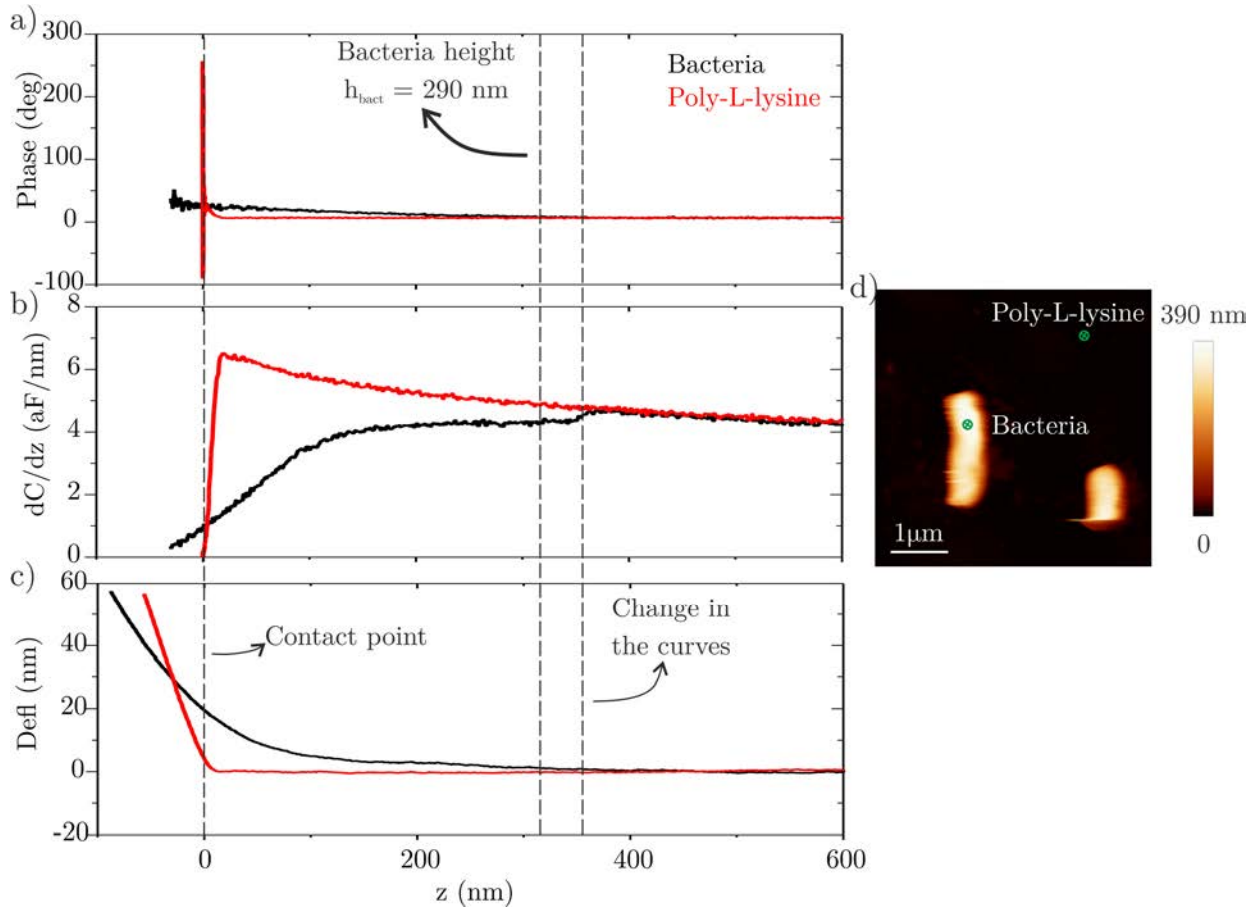 a)
300
200
100
0
-100
Phase (deg)
Bacteria height
h_bact = 290 nm
Bacteria
Poly-L-lysine
b)
8
6
4
2
0
dC/dz (aF/nm)
c)
60
40
20
0
-20
Defl (nm)
Contact point
Change in
the curves
0
200
400
600
z (nm)
d)
Poly-L-lysine
Bacteria
1μm
390 nm
0